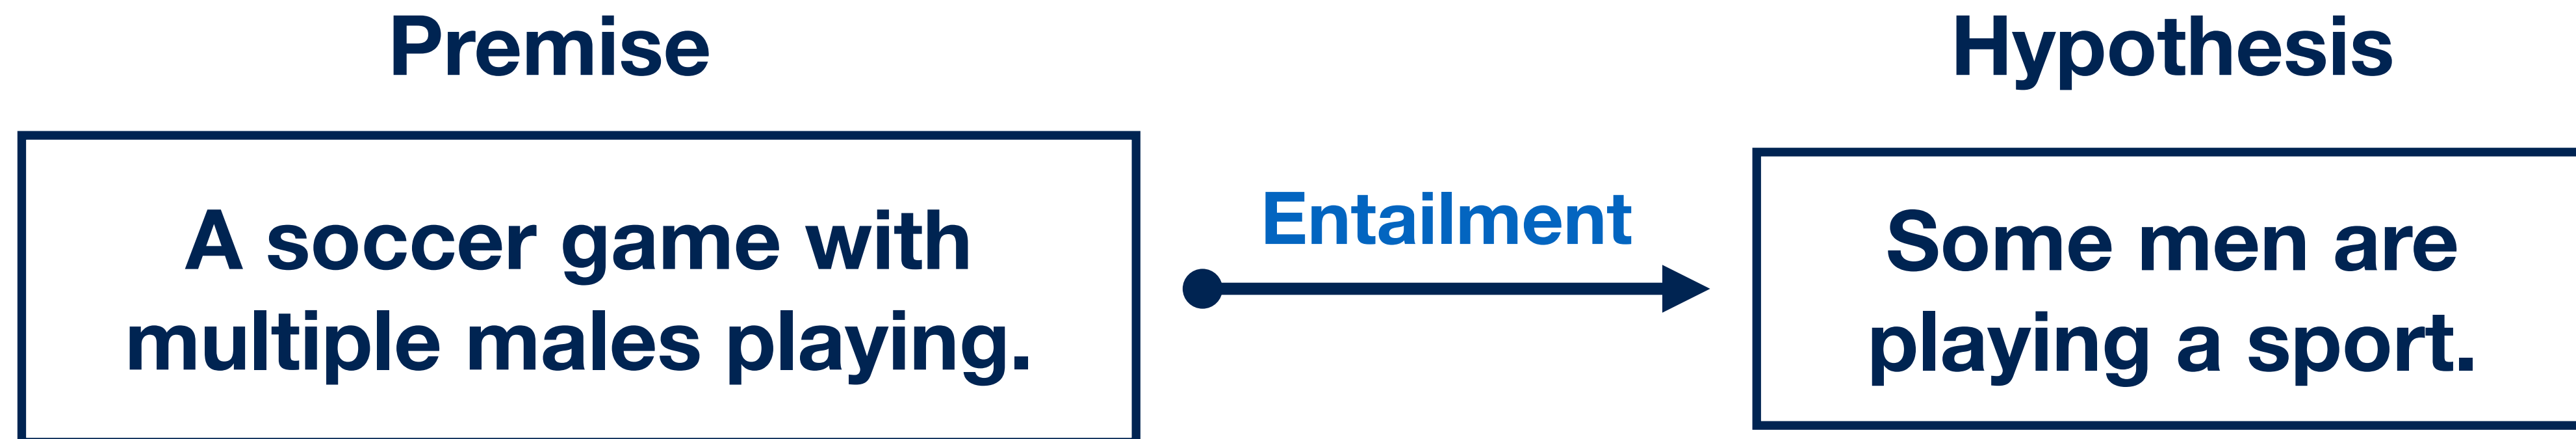 Premise
Hypothesis
A soccer game with
multiple males playing.
Entailment
Some men are
playing a sport.